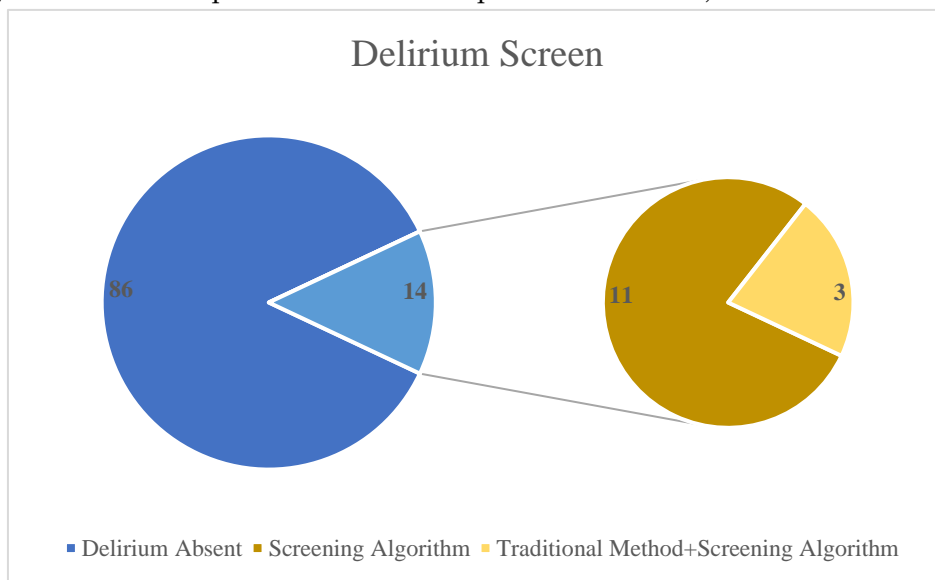 Delirium Screen
86
14
11
3
Delirium Absent Screening Algorithm Traditional Method+Screening Algorithm